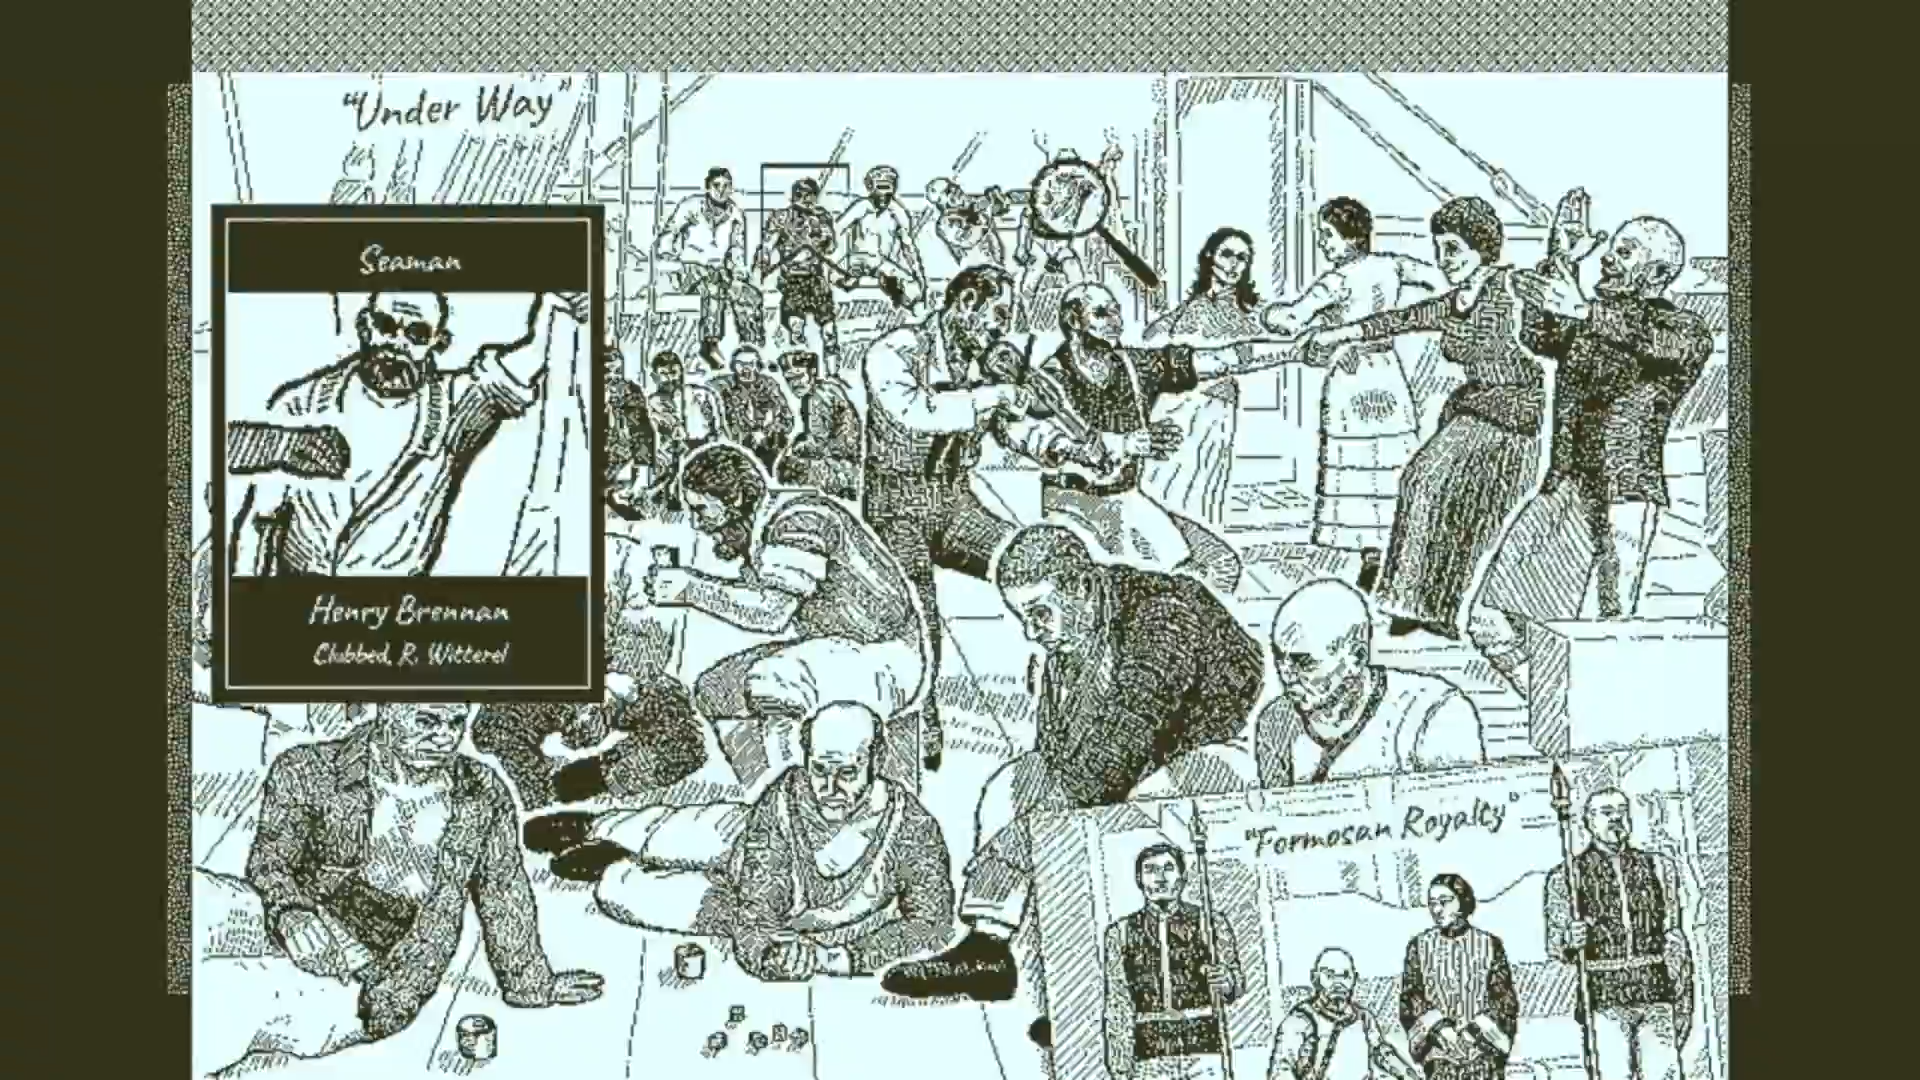 "Under Way"
Seaman
Henry Brennan
Clubbed, R. Witterel
"Formosan Royalty"